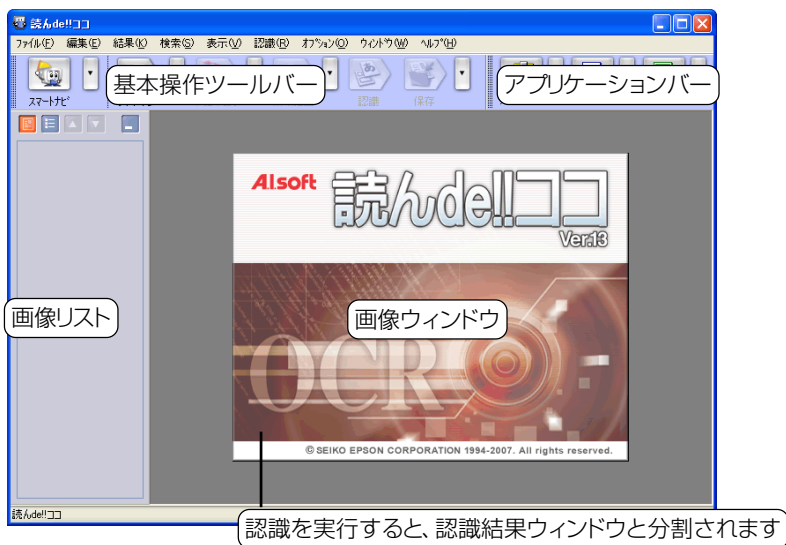 読んde!!ココ
ファイル(F) 編集(E) 結果(K) 検索(S) 表示(V) 認識(R) オプション(O) ウィンドウ(W) ヘルプ(H)
基本操作ツールバー
アプリケーションバー
スマートナビ
認識
保存
A.I.soft
読んde!!ココ
Ver.13
画像リスト
画像ウィンドウ
OCR
© SEIKO EPSON CORPORATION 1994-2007. All rights reserved.
読んde!!ココ
認識を実行すると、認識結果ウィンドウと分割されます